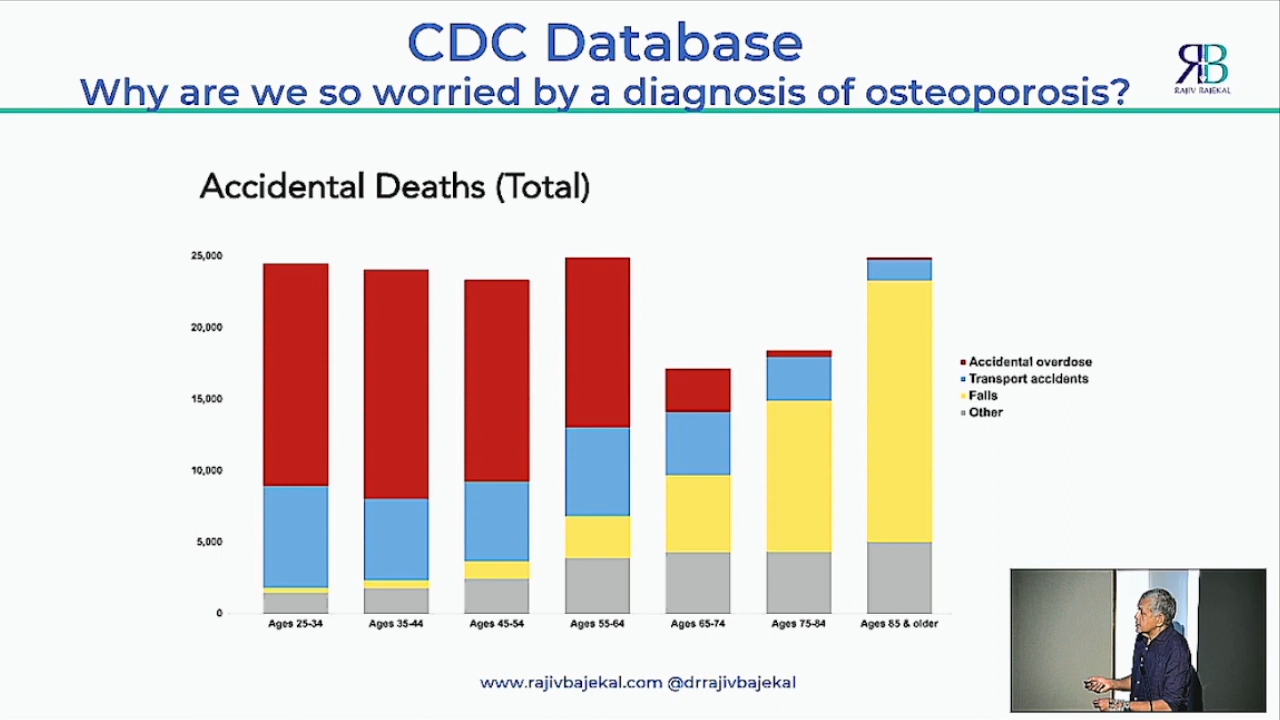 CDC Database
Why are we so worried by a diagnosis of osteoporosis?
RB
RAJIV BAJEKAL
Accidental Deaths (Total)
25,000
20,000
15,000
10,000
5,000
0
Accidental overdose
Transport accidents
Falls
Other
Ages 25-34
Ages 35-44
Ages 45-54
Ages 55-64
Ages 65-74
Ages 75-84
Ages 85 & older
www.rajivbajekal.com @drrajivbajekal